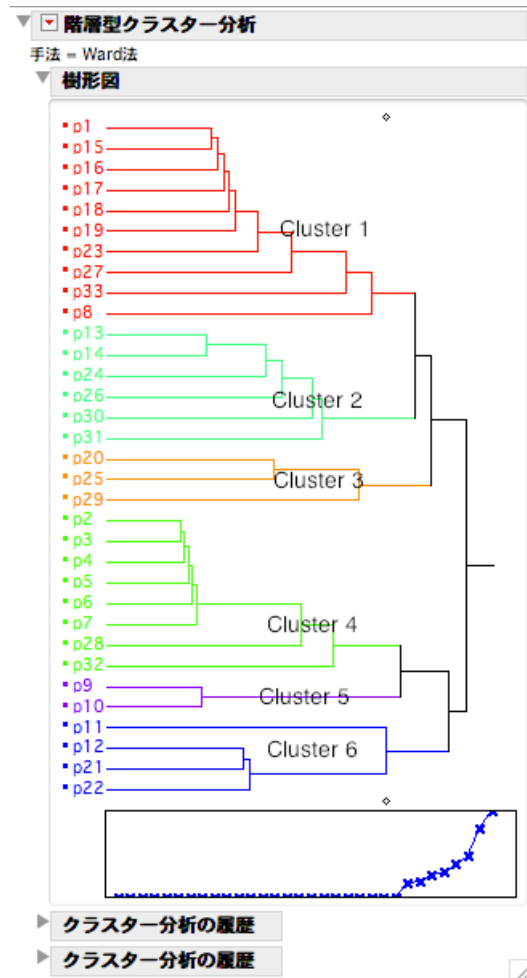 階層型クラスター分析
手法 = Ward法
樹形図
p1
p15
p16
p17
p18
p19
Cluster 1
p23
p27
p33
p8
p13
p14
p24
p26
Cluster 2
p30
p31
p20
p25
Cluster 3
p29
p2
p3
p4
p5
p6
p7
Cluster 4
p28
p32
p9
Cluster 5
p10
p11
p12
Cluster 6
p21
p22
クラスター分析の履歴
クラスター分析の履歴